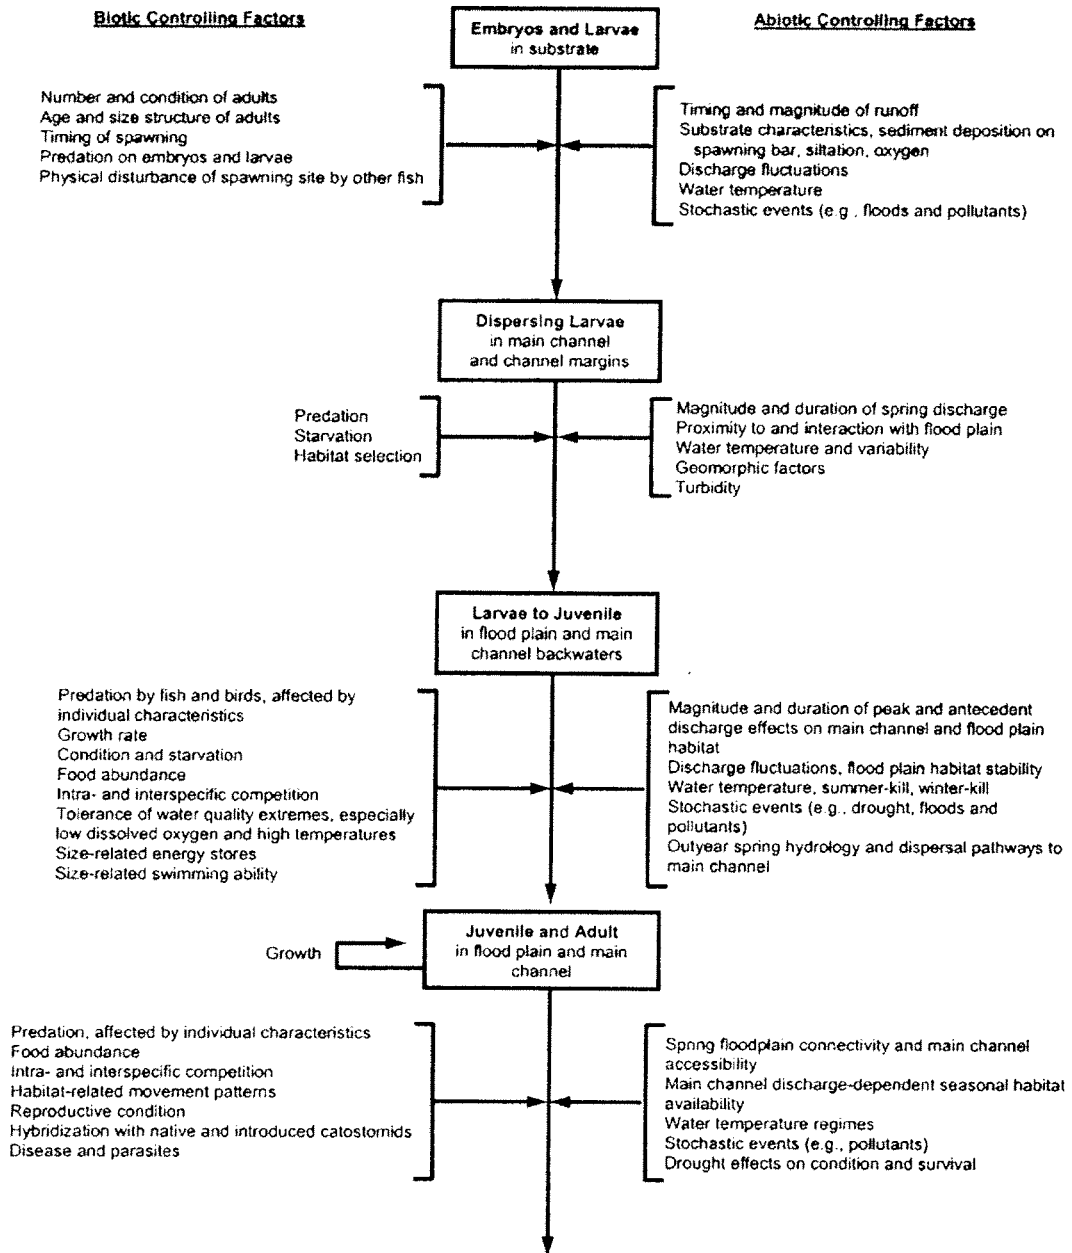 Biotic Controlling Factors
Abiotic Controlling Factors
Embryos and Larvae
in substrate
Number and condition of adults
Age and size structure of adults
Timing of spawning
Predation on embryos and larvae
Physical disturbance of spawning site by other fish
Timing and magnitude of runoff
Substrate characteristics, sediment deposition on
spawning bar, siltation, oxygen
Discharge fluctuations
Water temperature
Stochastic events (e.g., floods and pollutants)
Dispersing Larvae
in main channel
and channel margins
Predation
Starvation
Habitat selection
Magnitude and duration of spring discharge
Proximity to and interaction with flood plain
Water temperature and variability
Geomorphic factors
Turbidity
Larvae to Juvenile
in flood plain and main
channel backwaters
Predation by fish and birds, affected by
individual characteristics
Growth rate
Condition and starvation
Food abundance
Intra- and interspecific competition
Tolerance of water quality extremes, especially
low dissolved oxygen and high temperatures
Size-related energy stores
Size-related swimming ability
Magnitude and duration of peak and antecedent
discharge effects on main channel and flood plain
habitat
Discharge fluctuations, flood plain habitat stability
Water temperature, summer-kill, winter-kill
Stochastic events (e.g., drought, floods and
pollutants)
Outyear spring hydrology and dispersal pathways to
main channel
Juvenile and Adult
in flood plain and main
channel
Growth
Predation, affected by individual characteristics
Food abundance
Intra- and interspecific competition
Habitat-related movement patterns
Reproductive condition
Hybridization with native and introduced catostomids
Disease and parasites
Spring floodplain connectivity and main channel
accessibility
Main channel discharge-dependent seasonal habitat
availability
Water temperature regimes
Stochastic events (e.g., pollutants)
Drought effects on condition and survival